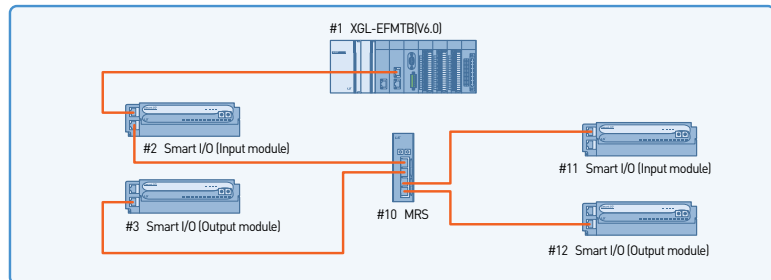 #1 XGL-EFMTB(V6.0)
#2 Smart I/O (Input module)
#3 Smart I/O (Output module)
#10 MRS
#11 Smart I/O (Input module)
#12 Smart I/O (Output module)